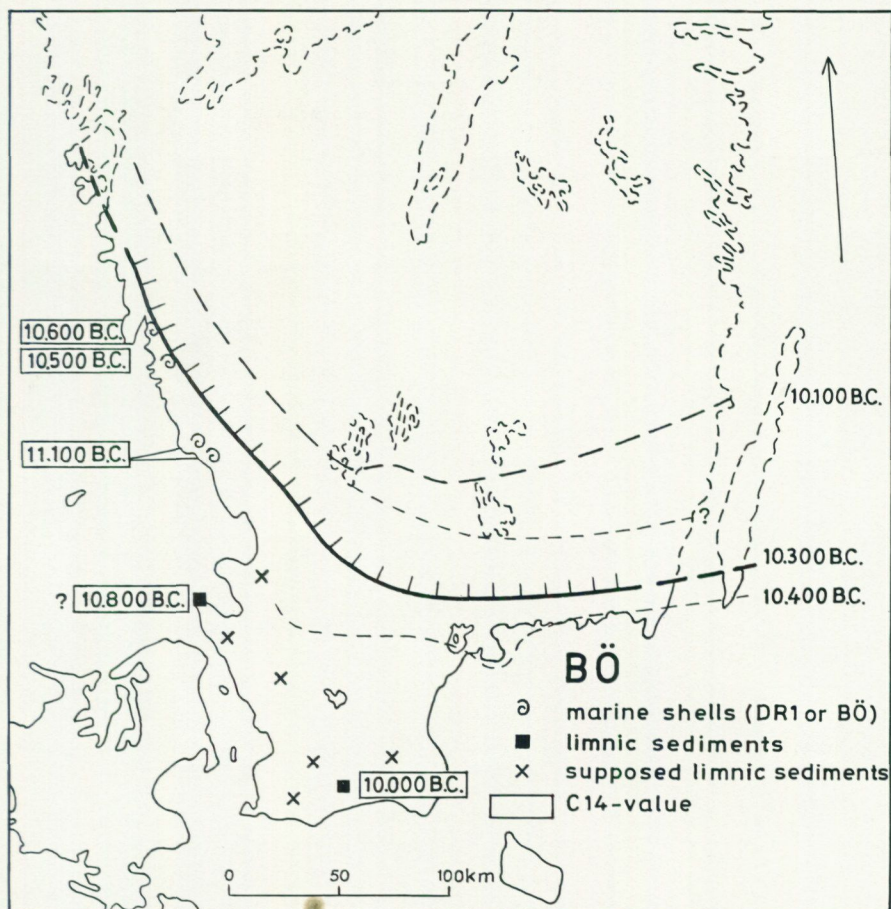 10.600 B.C.
10.500 B.C.
10.100 B.C.
11.100 B.C.
?
10.300 B.C.
? 10.800 B.C.
10.400 B.C.
BÖ
marine shells (DR1 or BÖ)
limnic sediments
supposed limnic sediments
10.000 B.C.
C14-value
0 50 100km